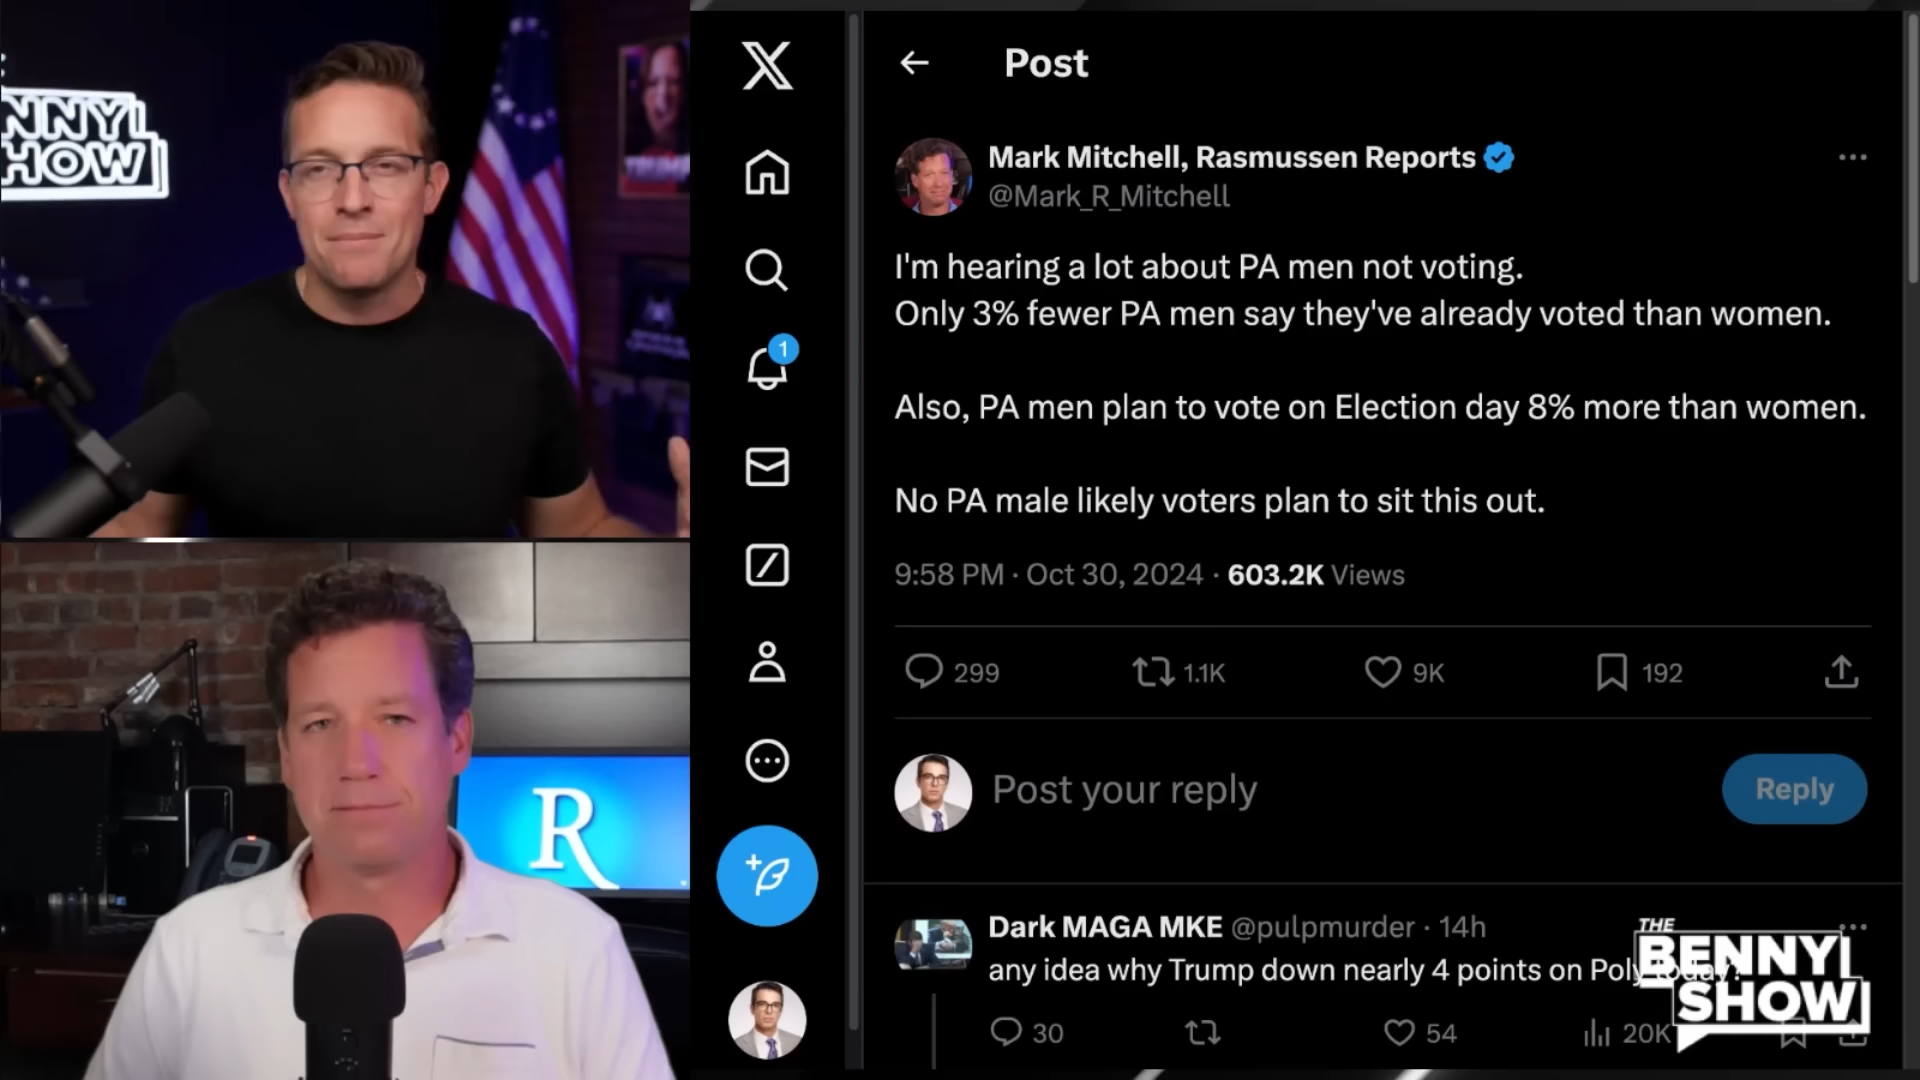 NNY
HOW
TRUMP
R
Post
Mark Mitchell, Rasmussen Reports
@Mark_R_Mitchell
I'm hearing a lot about PA men not voting.
Only 3% fewer PA men say they've already voted than women.
Also, PA men plan to vote on Election day 8% more than women.
No PA male likely voters plan to sit this out.
9:58 PM · Oct 30, 2024 · 603.2K Views
299 1.1K 9K 192
Post your reply
Reply
1
Dark MAGA MKE @pulpmurder · 14h
any idea why Trump down nearly 4 points on Poly today?
30 54 20K
THE
BENNY
SHOW